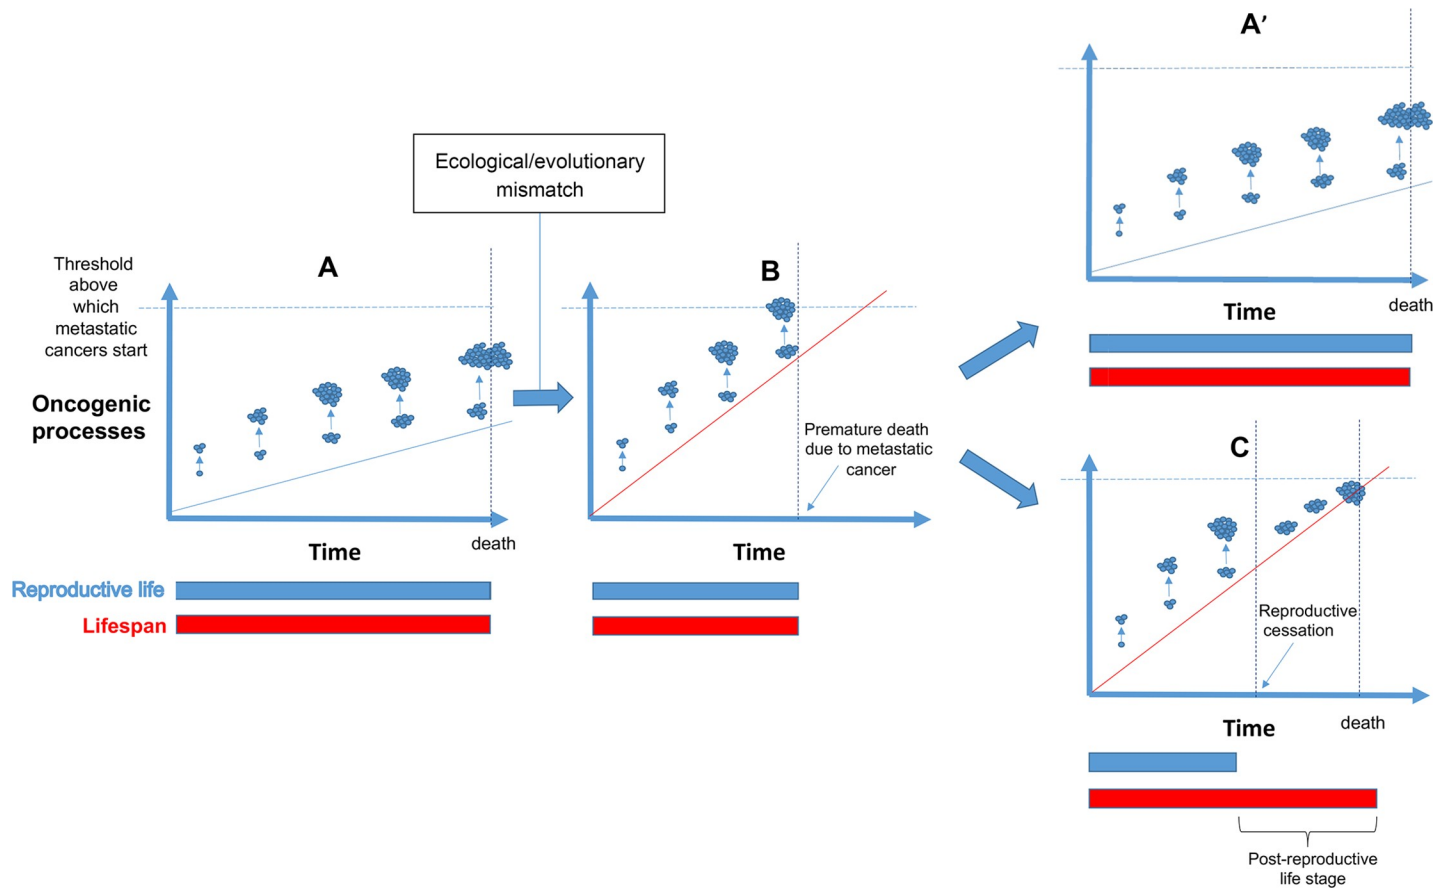 A′
Ecological/evolutionary
mismatch
Threshold
above
which
metastatic
cancers start
A
B
Time
death
Oncogenic
processes
Premature death
due to metastatic
cancer
C
death
Time
Time
Reproductive life
Lifespan
Reproductive
cessation
Time
death
Post-reproductive
life stage